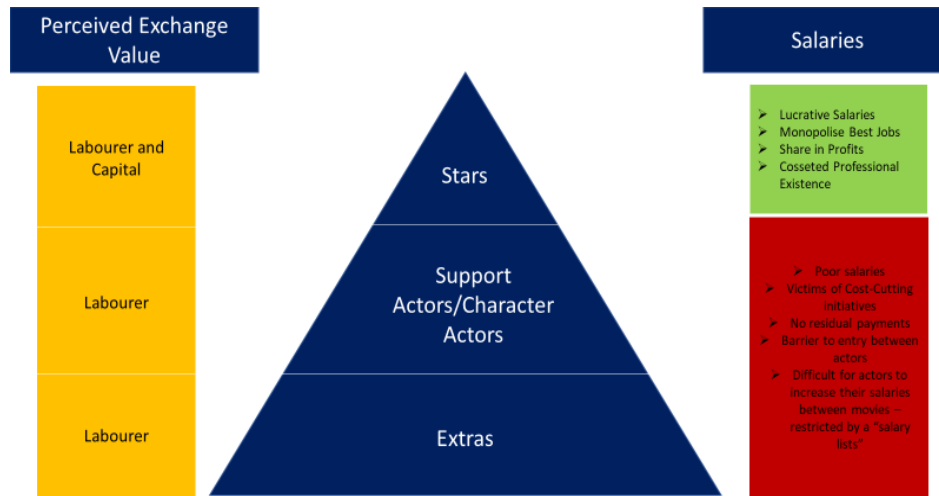 Perceived Exchange
Value
Salaries
Labourer and
Capital
Stars
➢ Lucrative Salaries
➢ Monopolise Best Jobs
➢ Share in Profits
➢ Cosseted Professional
Existence
Labourer
Support
Actors/Character
Actors
➢ Poor salaries
➢ Victims of Cost-Cutting
initiatives
➢ No residual payments
➢ Barrier to entry between
actors
➢ Difficult for actors to
increase their salaries
between movies –
restricted by a “salary
lists”
Labourer
Extras